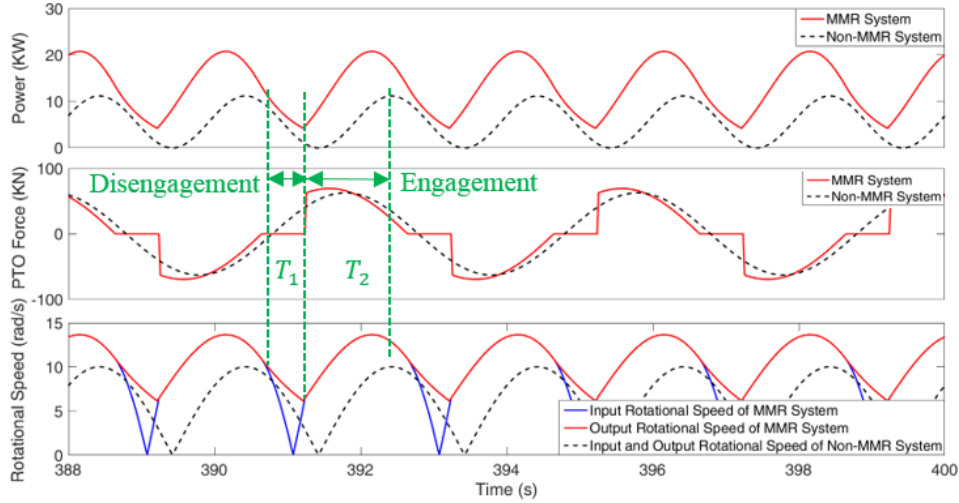 30
20
10
0
Power (KW)
MMR System
Non-MMR System
100
0
-100
PTO Force (KN)
Disengagement
Engagement
MMR System
Non-MMR System
T₁
T₂
15
10
5
0
Rotational Speed (rad/s)
Input Rotational Speed of MMR System
Output Rotational Speed of MMR System
Input and Output Rotational Speed of Non-MMR System
388 390 392 394 396 398 400
Time (s)